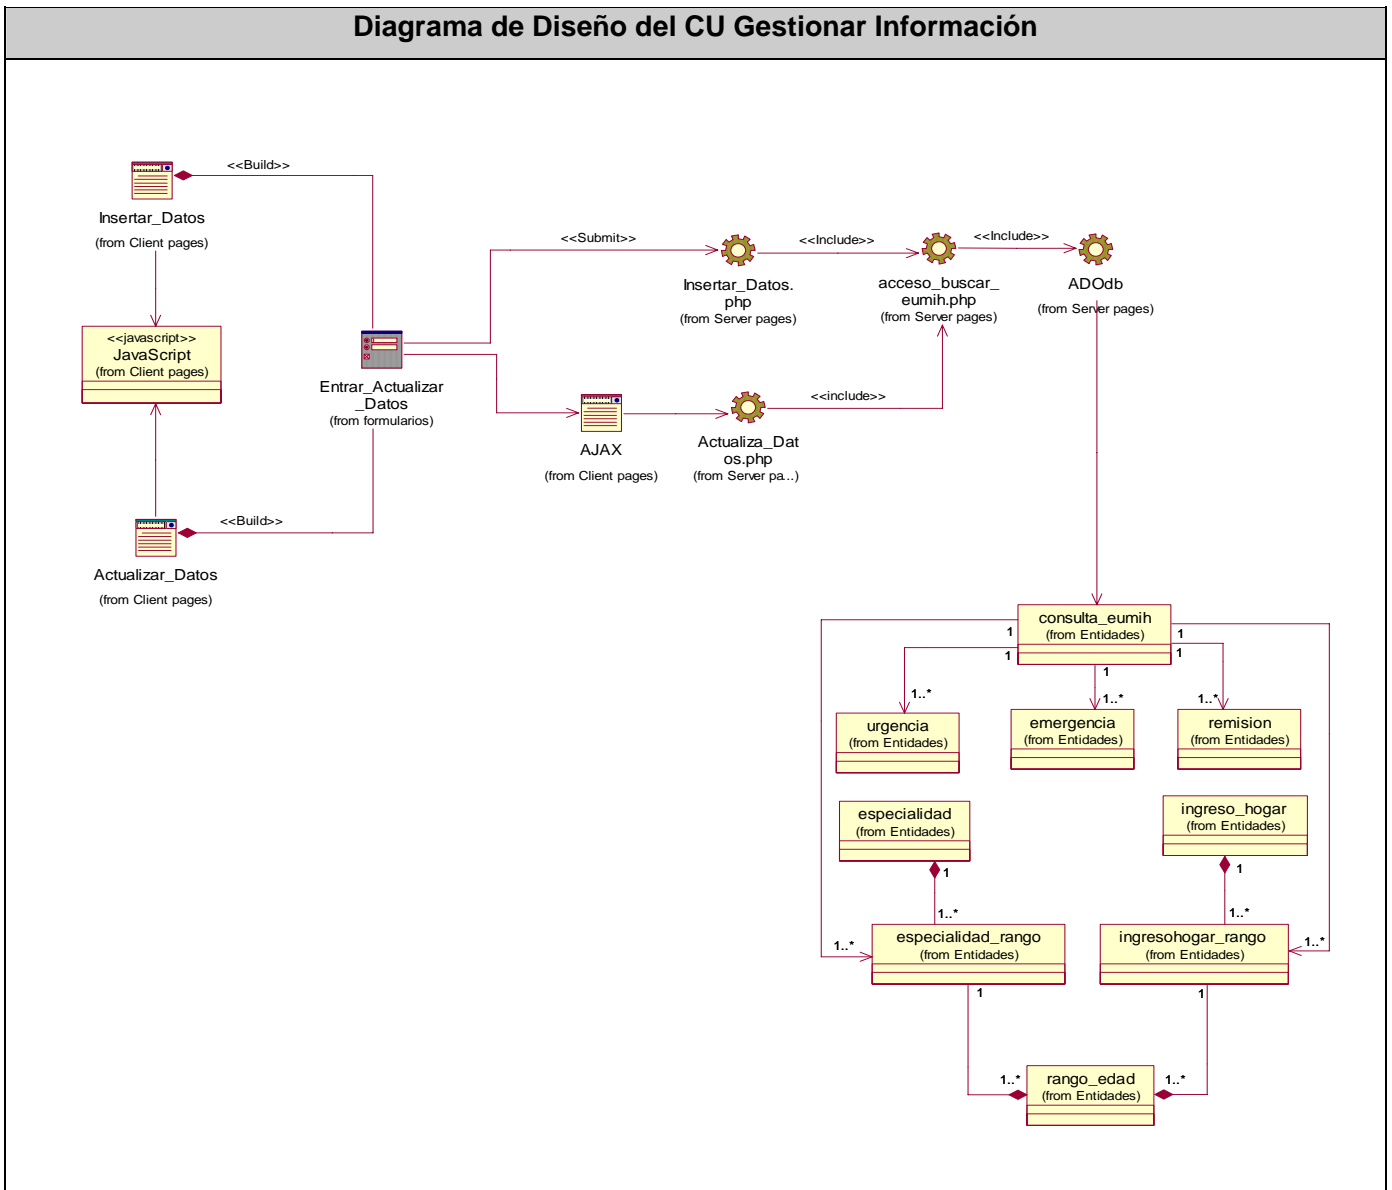 Diagrama de Diseño del CU Gestionar Información
<<Build>>
Insertar_Datos
(from Client pages)
<<Submit>>
<<Include>>
<<Include>>
Insertar_Datos.
php
(from Server pages)
acceso_buscar_
eumih.php
(from Server pages)
ADOdb
(from Server pages)
<<javascript>>
JavaScript
(from Client pages)
Entrar_Actualizar
_Datos
(from formularios)
<<include>>
AJAX
(from Client pages)
Actualiza_Dat
os.php
(from Server pa...)
<<Build>>
Actualizar_Datos
(from Client pages)
consulta_eumih
(from Entidades)
1
1
1
1
1
1..*
1..*
1..*
urgencia
(from Entidades)
emergencia
(from Entidades)
remision
(from Entidades)
especialidad
(from Entidades)
ingreso_hogar
(from Entidades)
1
1
1..*
1..*
1..*
especialidad_rango
(from Entidades)
ingresohogar_rango
(from Entidades)
1..*
1
1
1..*
rango_edad
(from Entidades)
1..*